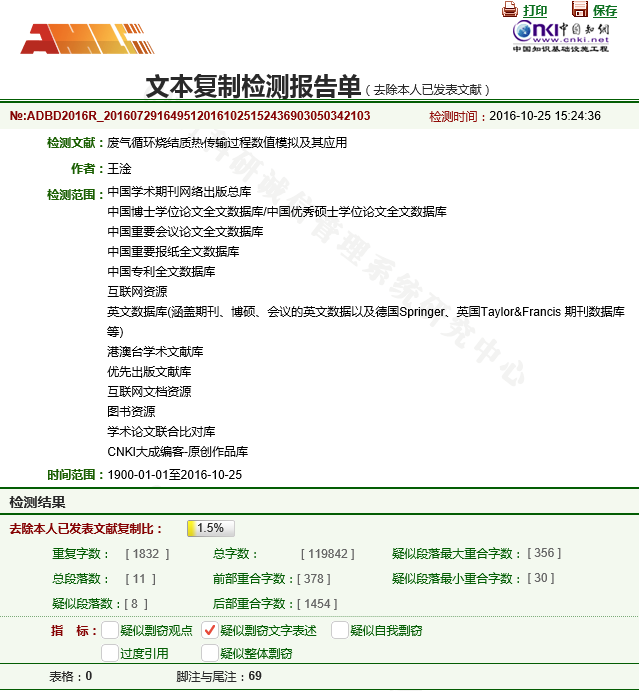 打印 保存
AMLC
Cnki中国知网
www.cnki.net
中国知识基础设施工程
文本复制检测报告单(去除本人已发表文献)
№:ADBD2016R_2016072916495120161025152436903050342103 检测时间:2016-10-25 15:24:36
检测文献:废气循环烧结质热传输过程数值模拟及其应用
作者:王淦
检测范围:中国学术期刊网络出版总库
中国博士学位论文全文数据库/中国优秀硕士学位论文全文数据库
中国重要会议论文全文数据库
中国重要报纸全文数据库
中国专利全文数据库
互联网资源
英文数据库(涵盖期刊、博硕、会议的英文数据以及德国Springer、英国Taylor&Francis 期刊数据库
等)
港澳台学术文献库
优先出版文献库
互联网文档资源
图书资源
学术论文联合比对库
CNKI大成编客-原创作品库
时间范围:1900-01-01至2016-10-25
科研诚信管理系统研究中心
检测结果
去除本人已发表文献复制比: 1.5%
重复字数: [ 1832 ] 总字数: [ 119842 ] 疑似段落最大重合字数: [ 356 ]
总段落数: [ 11 ] 前部重合字数:[ 378 ] 疑似段落最小重合字数: [ 30 ]
疑似段落数:[ 8 ] 后部重合字数:[ 1454 ]
指 标: 疑似剽窃观点 疑似剽窃文字表述 疑似自我剽窃
过度引用 疑似整体剽窃
表格:0 脚注与尾注:69